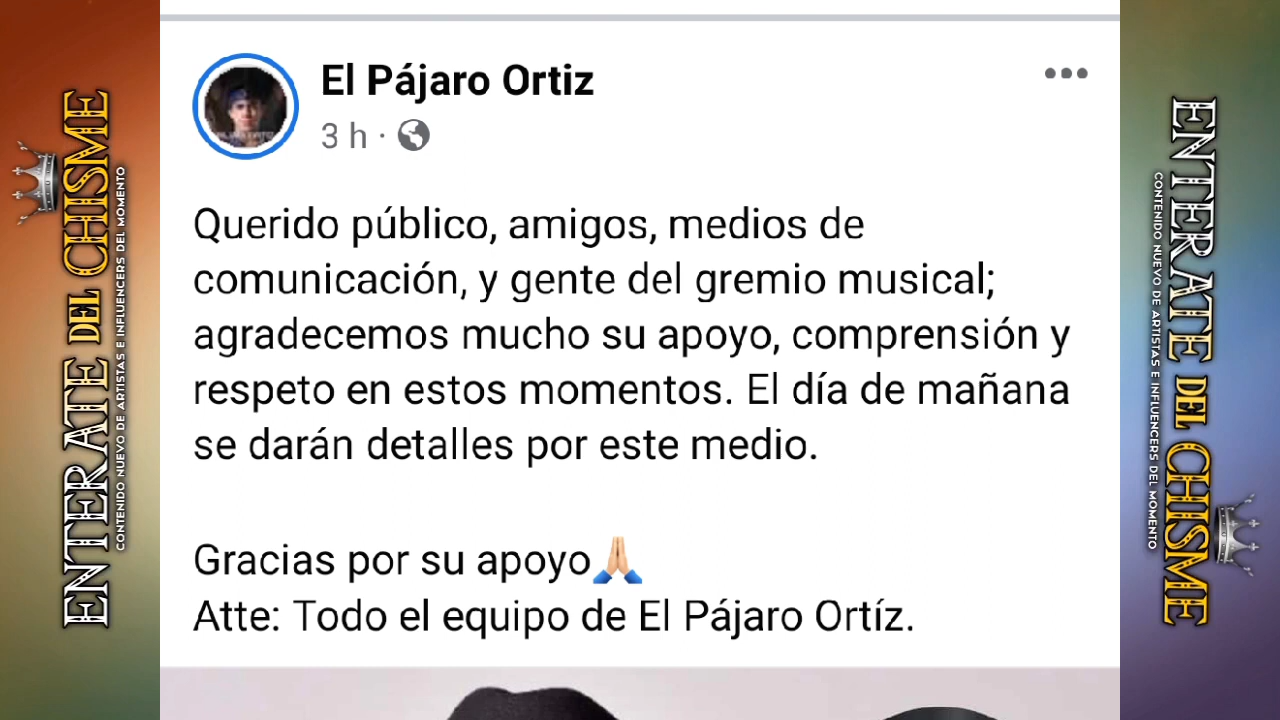 ENTERATE DEL CHISME
CONTENIDO NUEVO DE ARTISTAS E INFLUENCERS DEL MOMENTO
El Pájaro Ortiz
3 h ·
Querido público, amigos, medios de
comunicación, y gente del gremio musical;
agradecemos mucho su apoyo, comprensión y
respeto en estos momentos. El día de mañana
se darán detalles por este medio.
Gracias por su apoyo🙏🏼
Atte: Todo el equipo de El Pájaro Ortíz.
ENTERATE DEL CHISME
CONTENIDO NUEVO DE ARTISTAS E INFLUENCERS DEL MOMENTO